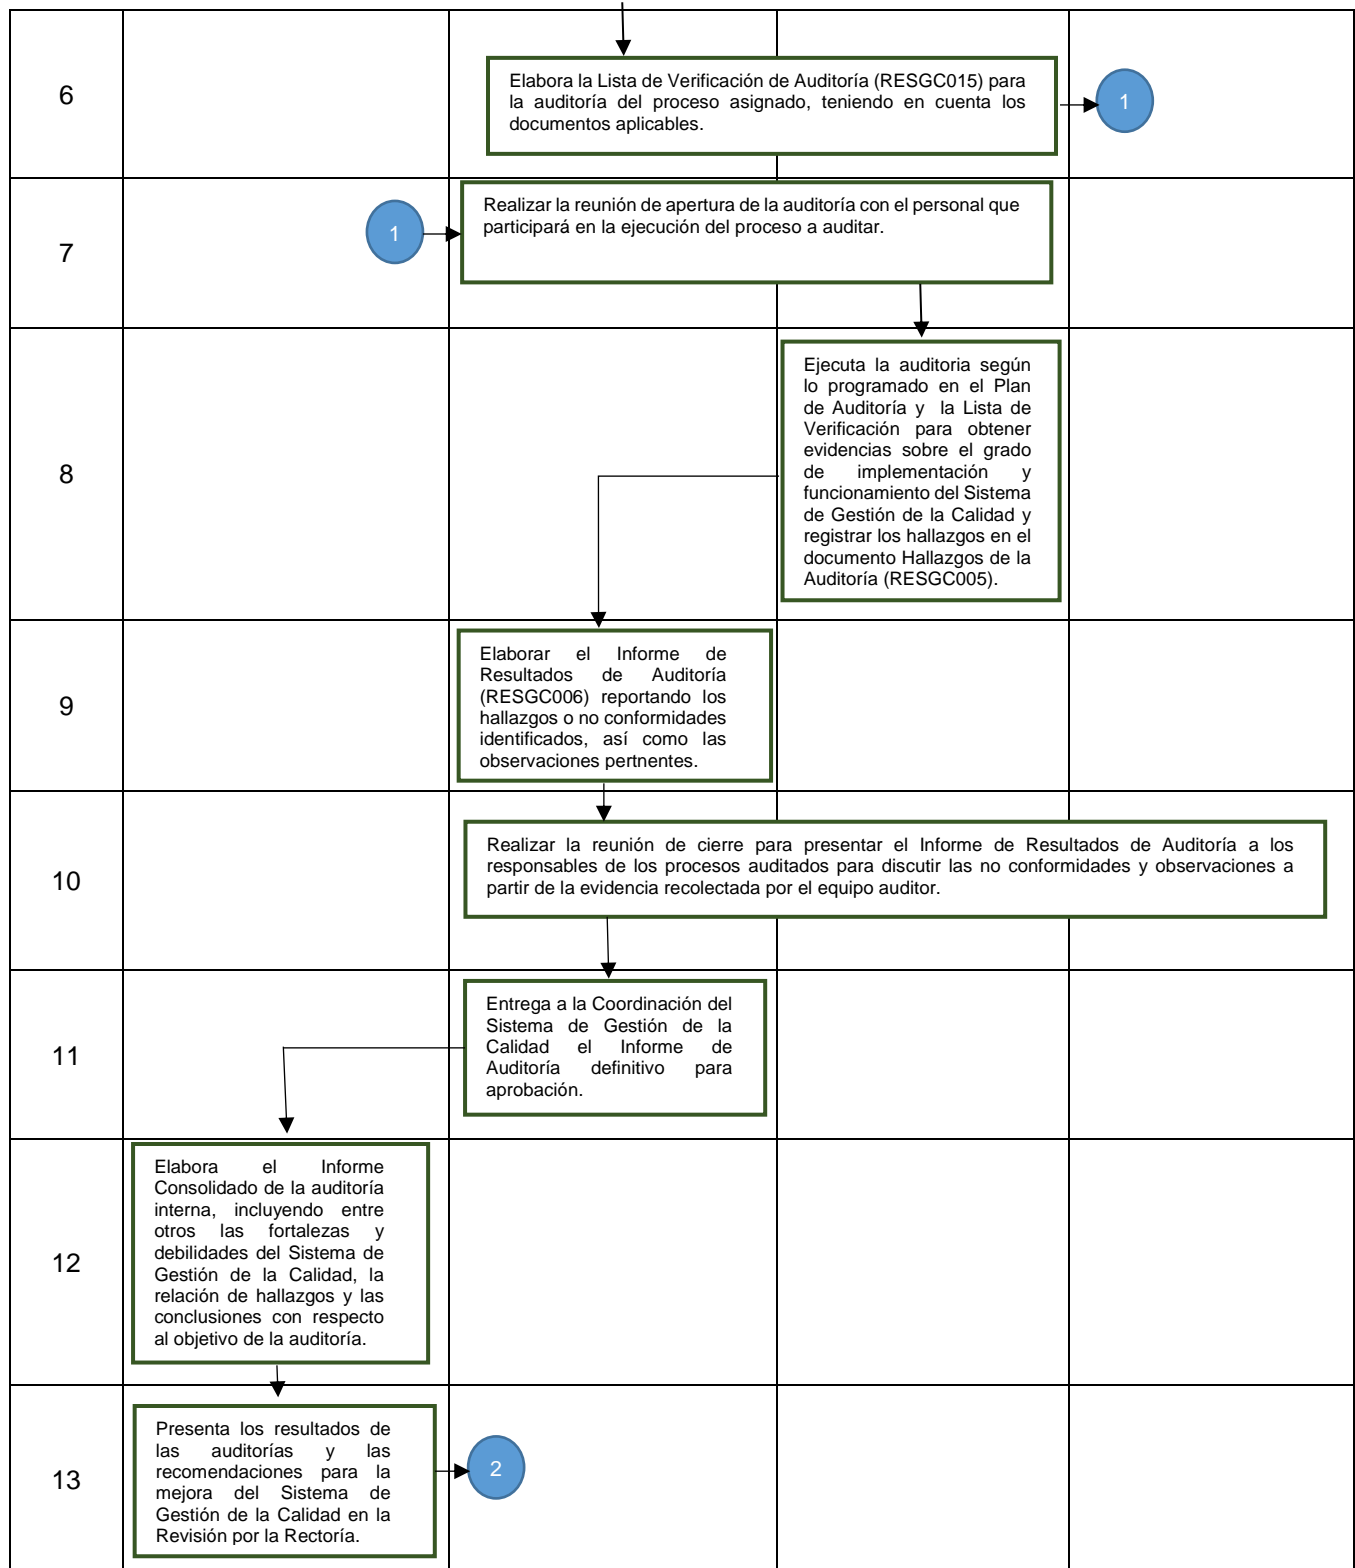 6
Elabora la Lista de Verificación de Auditoría (RESGC015) para
la auditoría del proceso asignado, teniendo en cuenta los
documentos aplicables.
1
7
1
Realizar la reunión de apertura de la auditoría con el personal que
participará en la ejecución del proceso a auditar.
8
Ejecuta la auditoria según
lo programado en el Plan
de Auditoría y la Lista de
Verificación para obtener
evidencias sobre el grado
de implementación y
funcionamiento del Sistema
de Gestión de la Calidad y
registrar los hallazgos en el
documento Hallazgos de la
Auditoría (RESGC005).
9
Elaborar el Informe de
Resultados de Auditoría
(RESGC006) reportando los
hallazgos o no conformidades
identificados, así como las
observaciones pertnentes.
10
Realizar la reunión de cierre para presentar el Informe de Resultados de Auditoría a los
responsables de los procesos auditados para discutir las no conformidades y observaciones a
partir de la evidencia recolectada por el equipo auditor.
11
Entrega a la Coordinación del
Sistema de Gestión de la
Calidad el Informe de
Auditoría definitivo para
aprobación.
12
Elabora el Informe
Consolidado de la auditoría
interna, incluyendo entre
otros las fortalezas y
debilidades del Sistema de
Gestión de la Calidad, la
relación de hallazgos y las
conclusiones con respecto
al objetivo de la auditoría.
13
Presenta los resultados de
las auditorías y las
recomendaciones para la
mejora del Sistema de
Gestión de la Calidad en la
Revisión por la Rectoría.
2